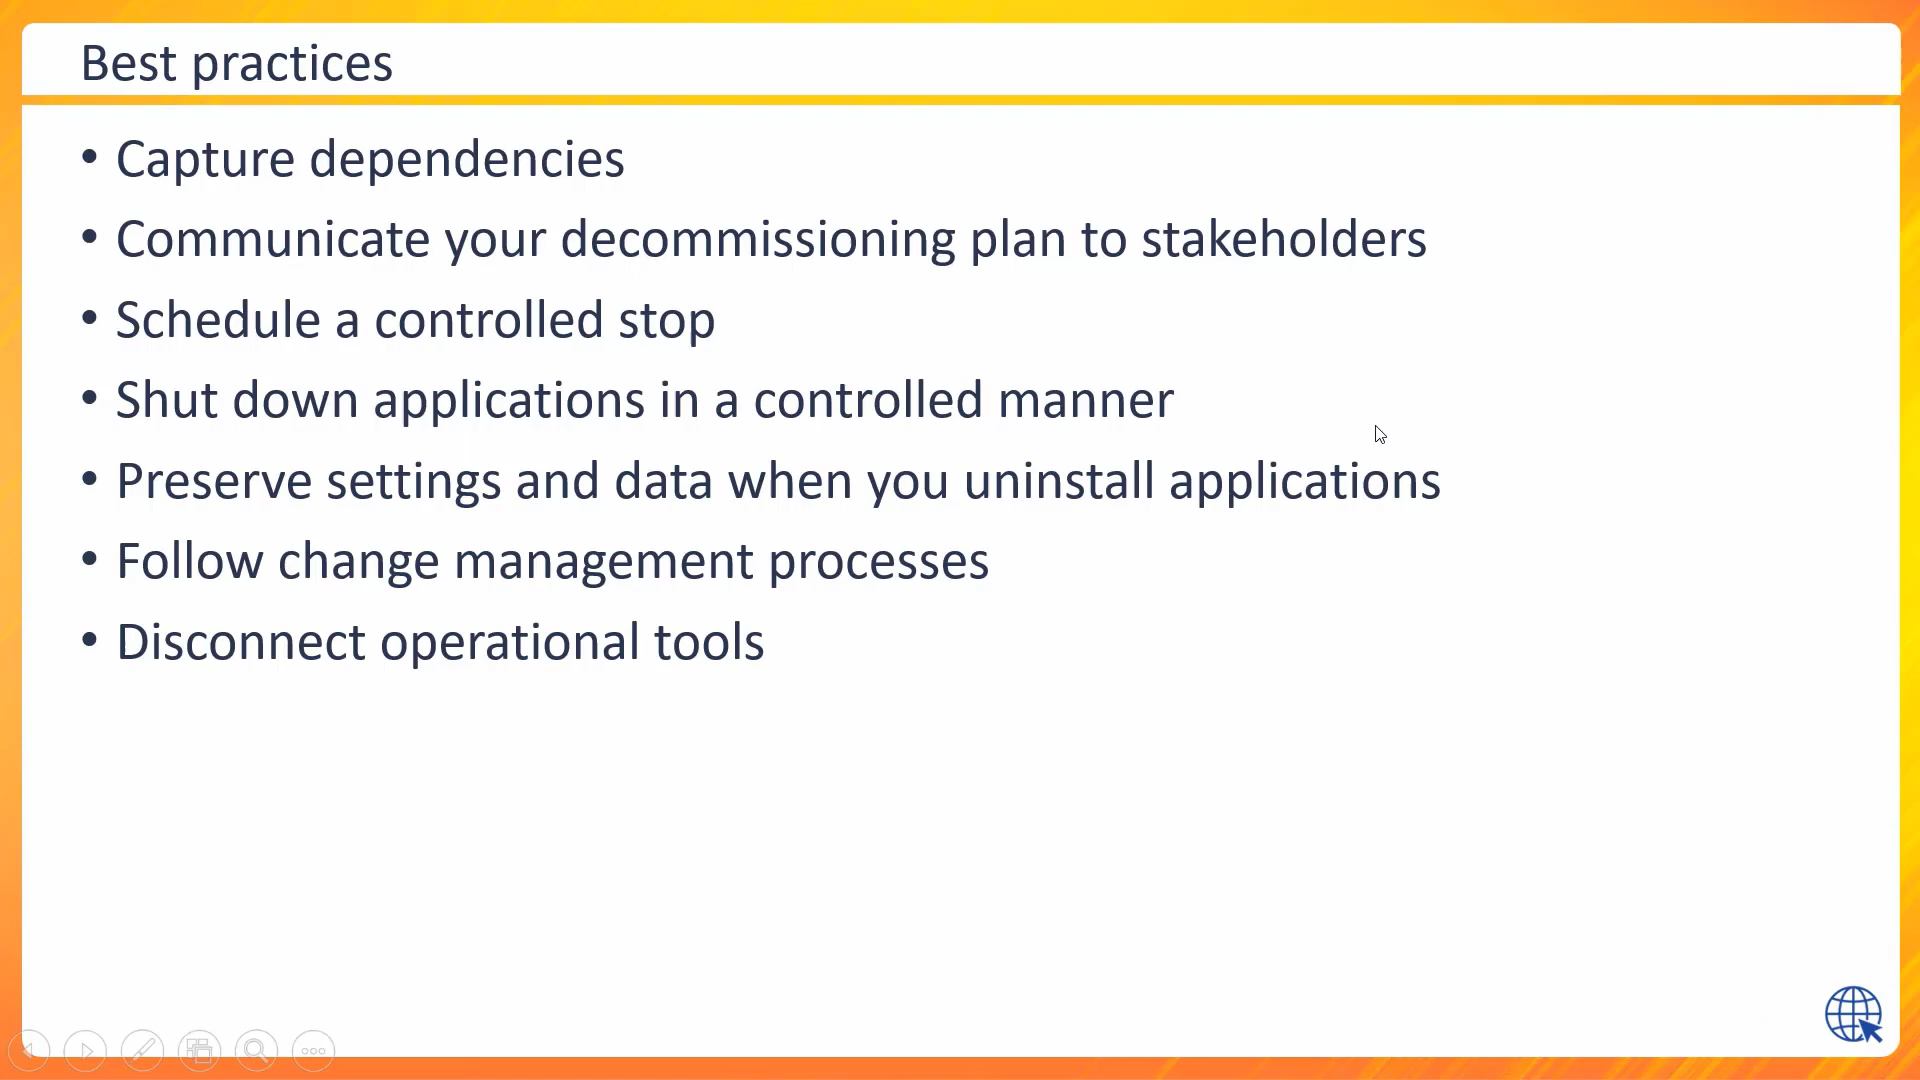 Best practices
• Capture dependencies
• Communicate your decommissioning plan to stakeholders
• Schedule a controlled stop
• Shut down applications in a controlled manner
• Preserve settings and data when you uninstall applications
• Follow change management processes
• Disconnect operational tools